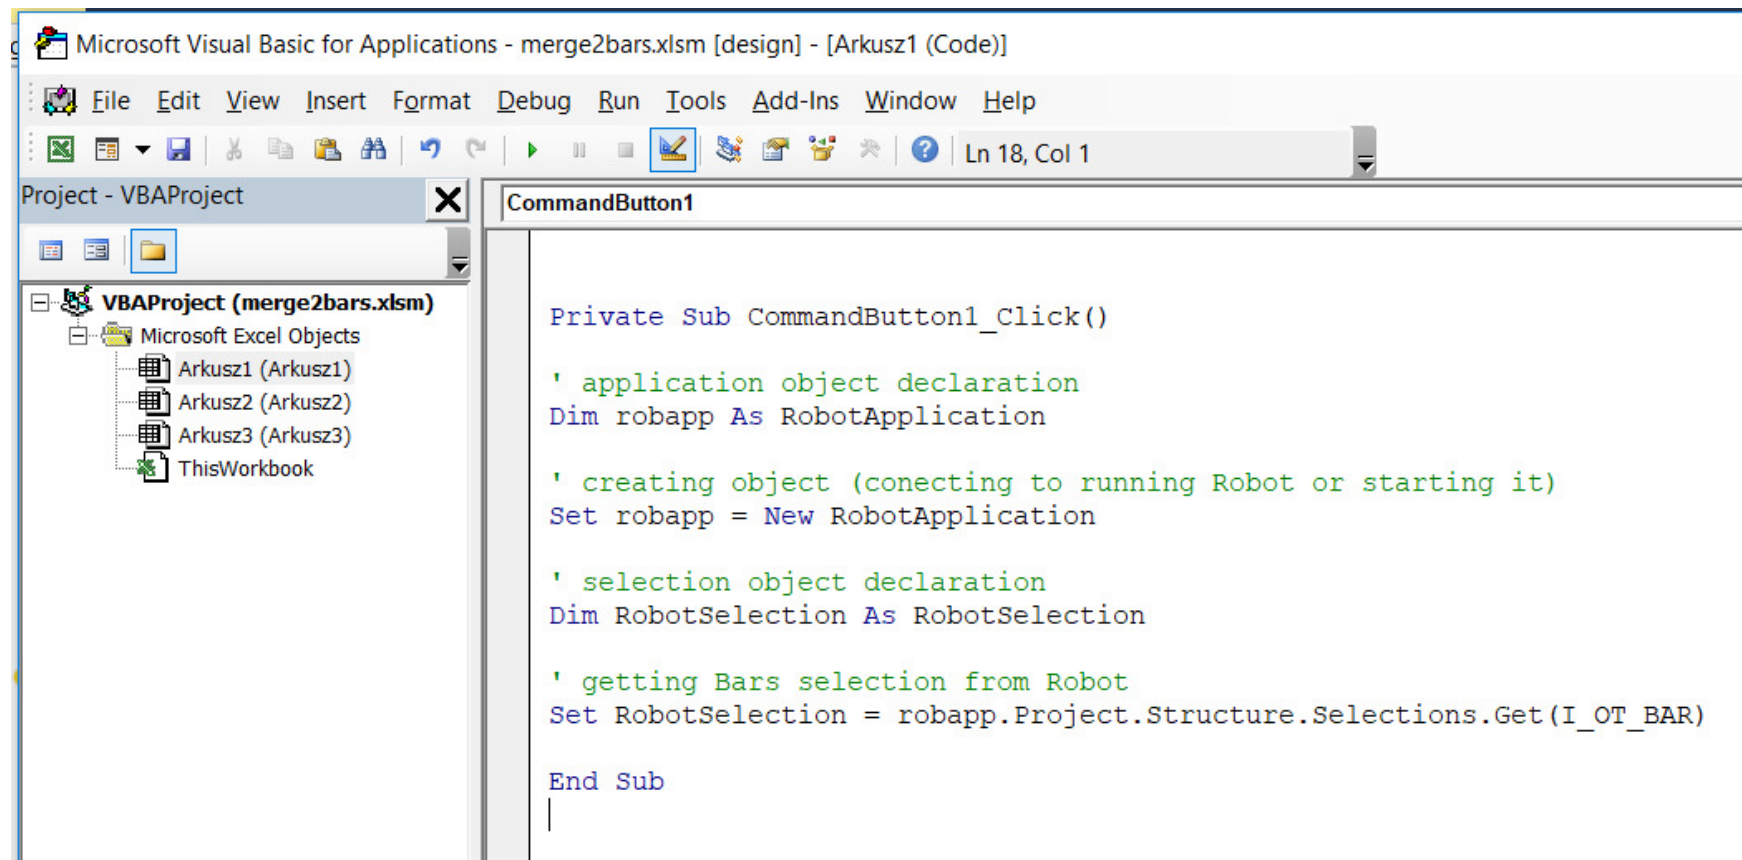 Microsoft Visual Basic for Applications - merge2bars.xlsm [design] - [Arkusz1 (Code)]
File Edit View Insert Format Debug Run Tools Add-Ins Window Help
Ln 18, Col 1
Project - VBAProject
CommandButton1
VBAProject (merge2bars.xlsm)
Microsoft Excel Objects
Arkusz1 (Arkusz1)
Arkusz2 (Arkusz2)
Arkusz3 (Arkusz3)
ThisWorkbook
Private Sub CommandButton1_Click()
' application object declaration
Dim robapp As RobotApplication
' creating object (conecting to running Robot or starting it)
Set robapp = New RobotApplication
' selection object declaration
Dim RobotSelection As RobotSelection
' getting Bars selection from Robot
Set RobotSelection = robapp.Project.Structure.Selections.Get(I_OT_BAR)
End Sub